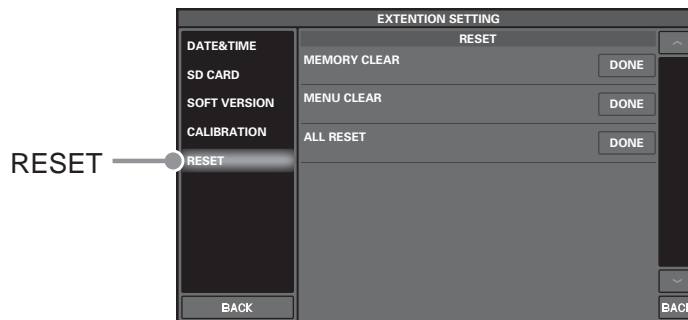 EXTENTION SETTING
DATE&TIME
SD CARD
SOFT VERSION
CALIBRATION
RESET
BACK
RESET
MEMORY CLEAR DONE
MENU CLEAR DONE
ALL RESET DONE
BACK
RESET